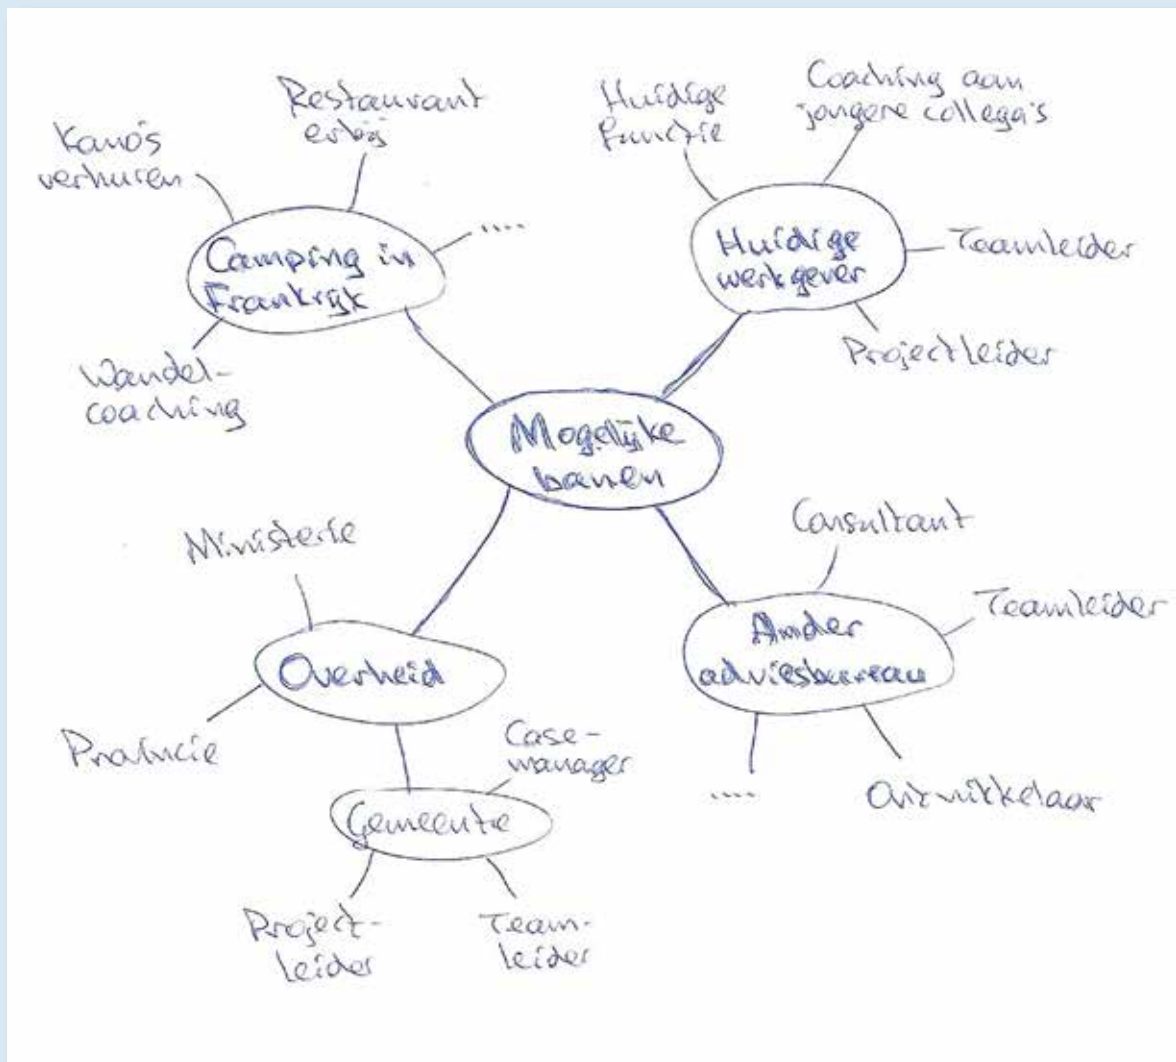 Restaurant
erbij
Kano's
verhuren
....
Camping in
Frankrijk
Wandel-
coaching
Huidige
functie
Coaching aan
jongere collega's
Huidige
werkgever
Teamleider
Projectleider
Mogelijke
banen
Ministerie
Overheid
Provincie
Case-
manager
Gemeente
Project-
leider
Team-
leider
Consultant
Ander
adviesbureau
Teamleider
....
Ontwikkelaar